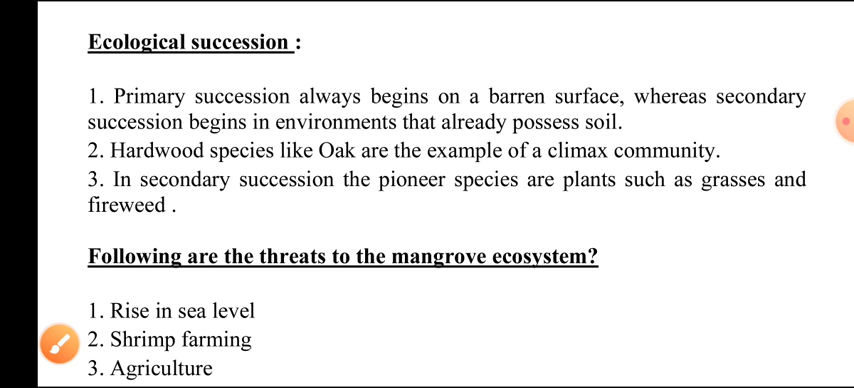 Ecological succession :
1. Primary succession always begins on a barren surface, whereas secondary
succession begins in environments that already possess soil.
2. Hardwood species like Oak are the example of a climax community.
3. In secondary succession the pioneer species are plants such as grasses and
fireweed .
Following are the threats to the mangrove ecosystem?
1. Rise in sea level
2. Shrimp farming
3. Agriculture